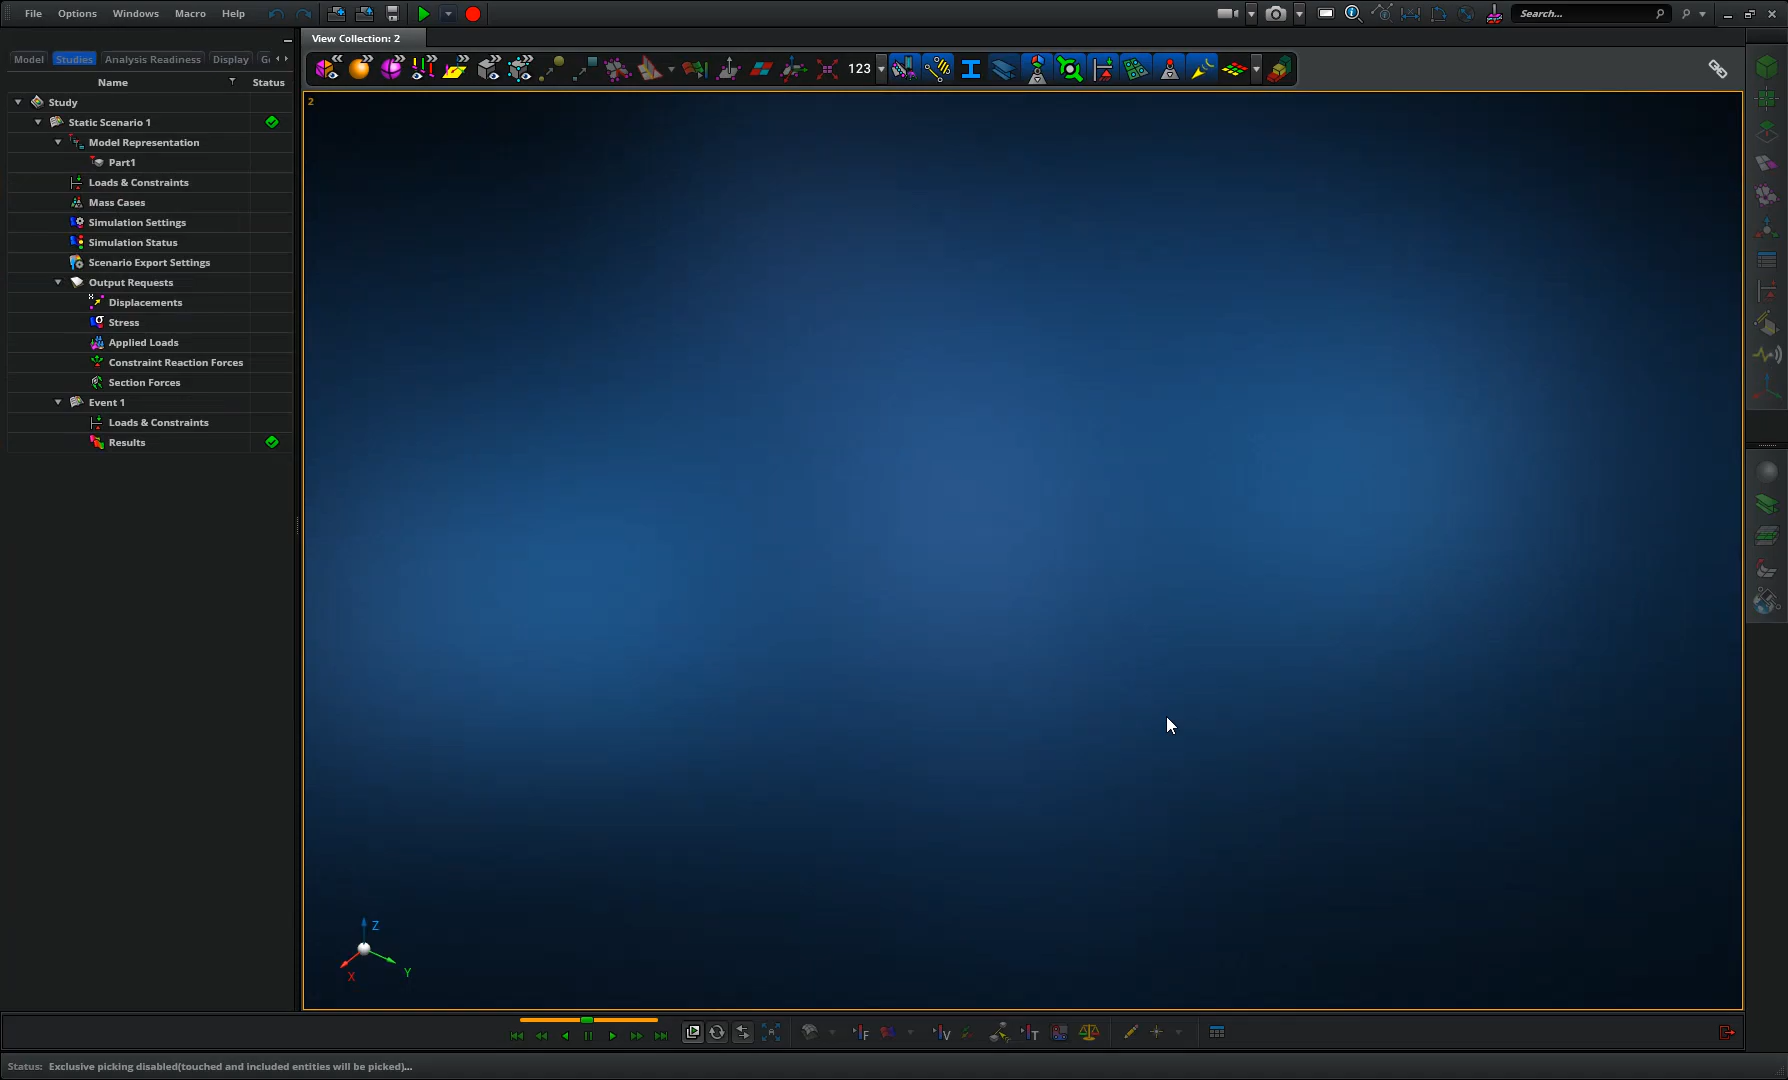 File Options Windows Macro Help Search...
View Collection: 2
Model Studies Analysis Readiness Display G
123
Name Status
2
Study
Static Scenario 1
Model Representation
Part1
Loads & Constraints
Mass Cases
Simulation Settings
Simulation Status
Scenario Export Settings
Output Requests
Displacements
Stress
Applied Loads
Constraint Reaction Forces
Section Forces
Event 1
Loads & Constraints
Results
Z
X Y
F V T
Status: Exclusive picking disabled(touched and included entities will be picked)...